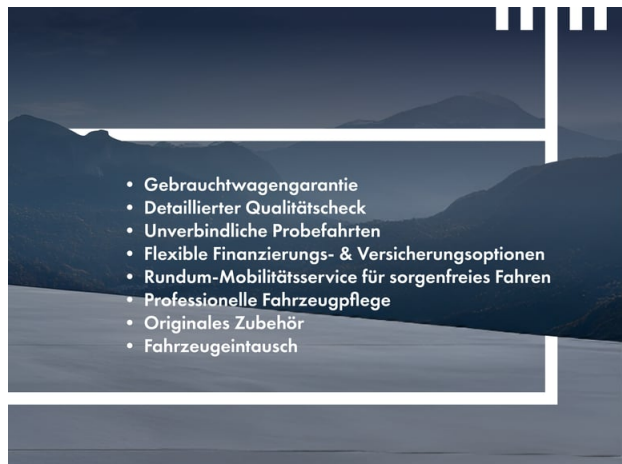 • Gebrauchtwagengarantie
• Detaillierter Qualitätscheck
• Unverbindliche Probefahrten
• Flexible Finanzierungs- & Versicherungsoptionen
• Rundum-Mobilitätsservice für sorgenfreies Fahren
• Professionelle Fahrzeugpflege
• Originales Zubehör
• Fahrzeugeintausch